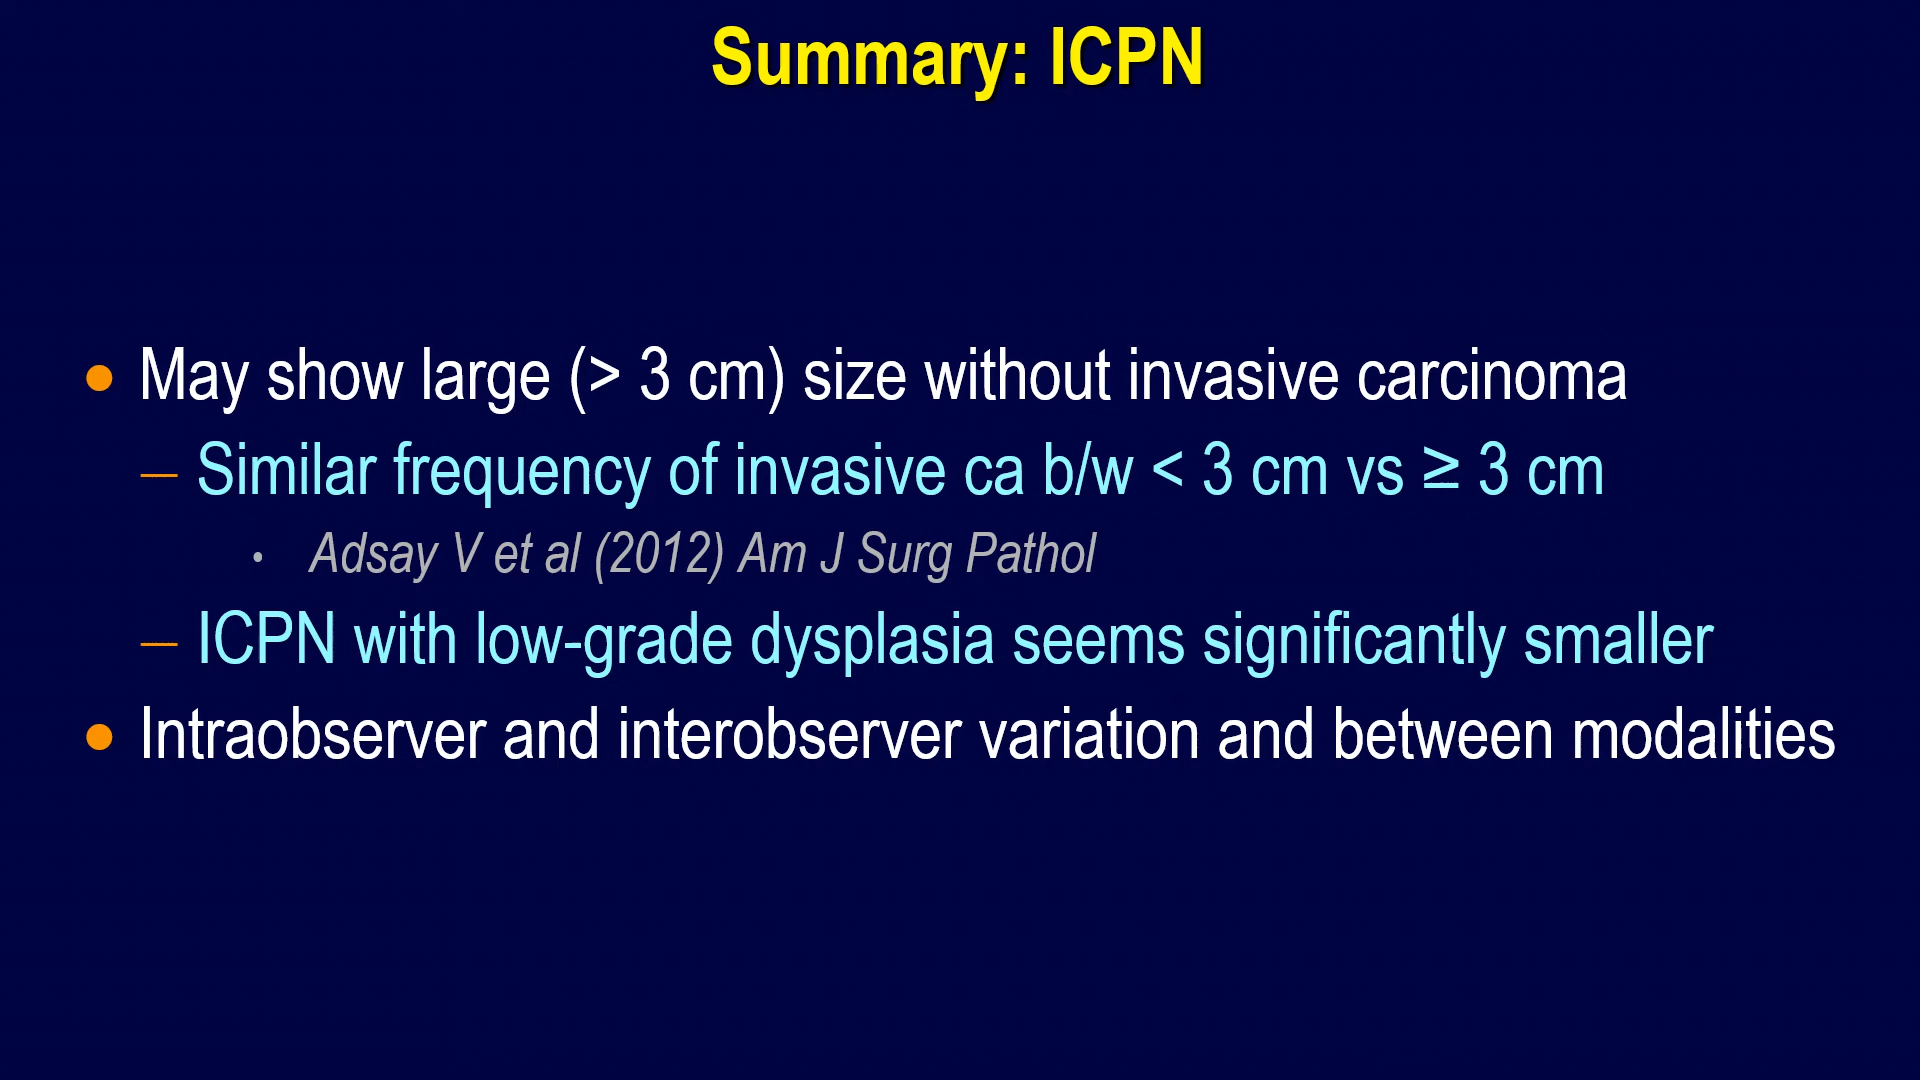 Summary: ICPN
• May show large (> 3 cm) size without invasive carcinoma
– Similar frequency of invasive ca b/w < 3 cm vs ≥ 3 cm
• Adsay V et al (2012) Am J Surg Pathol
– ICPN with low-grade dysplasia seems significantly smaller
• Intraobserver and interobserver variation and between modalities